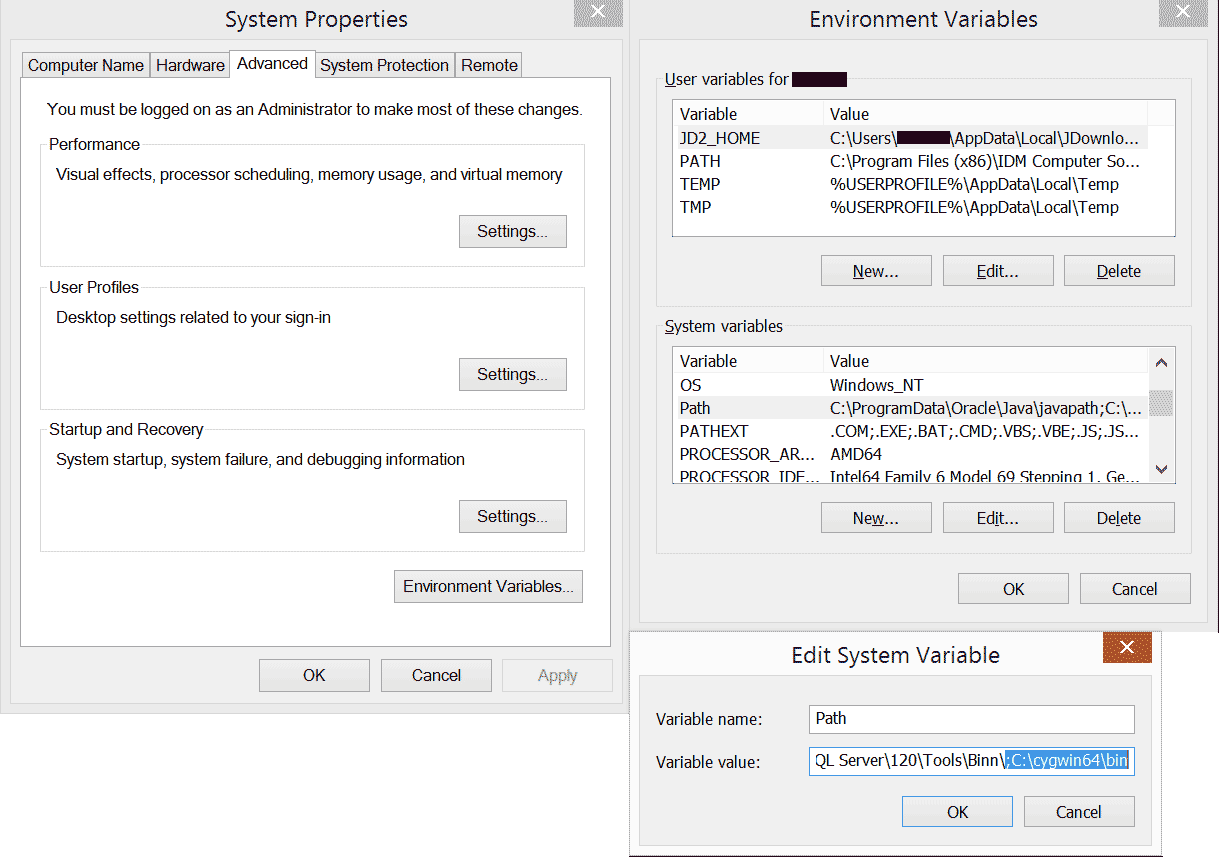 System Properties
Computer Name Hardware Advanced System Protection Remote
You must be logged on as an Administrator to make most of these changes.
Performance
Visual effects, processor scheduling, memory usage, and virtual memory
Settings...
User Profiles
Desktop settings related to your sign-in
Settings...
Startup and Recovery
System startup, system failure, and debugging information
Settings...
Environment Variables...
OK Cancel Apply
Environment Variables
User variables for
Variable Value
JD2_HOME C:\Users\ \AppData\Local\JDownlo...
PATH C:\Program Files (x86)\IDM Computer So...
TEMP %USERPROFILE%\AppData\Local\Temp
TMP %USERPROFILE%\AppData\Local\Temp
New... Edit... Delete
System variables
Variable Value
OS Windows_NT
Path C:\ProgramData\Oracle\Java\javapath;C:\...
PATHEXT .COM;.EXE;.BAT;.CMD;.VBS;.VBE;.JS;.JS...
PROCESSOR_AR... AMD64
PROCESSOR_IDE... Intel64 Family 6 Model 69 Stepping 1, Ge...
New... Edit... Delete
OK Cancel
Edit System Variable
Variable name: Path
Variable value: QL Server\120\Tools\Binn\;C:\cygwin64\bin
OK Cancel